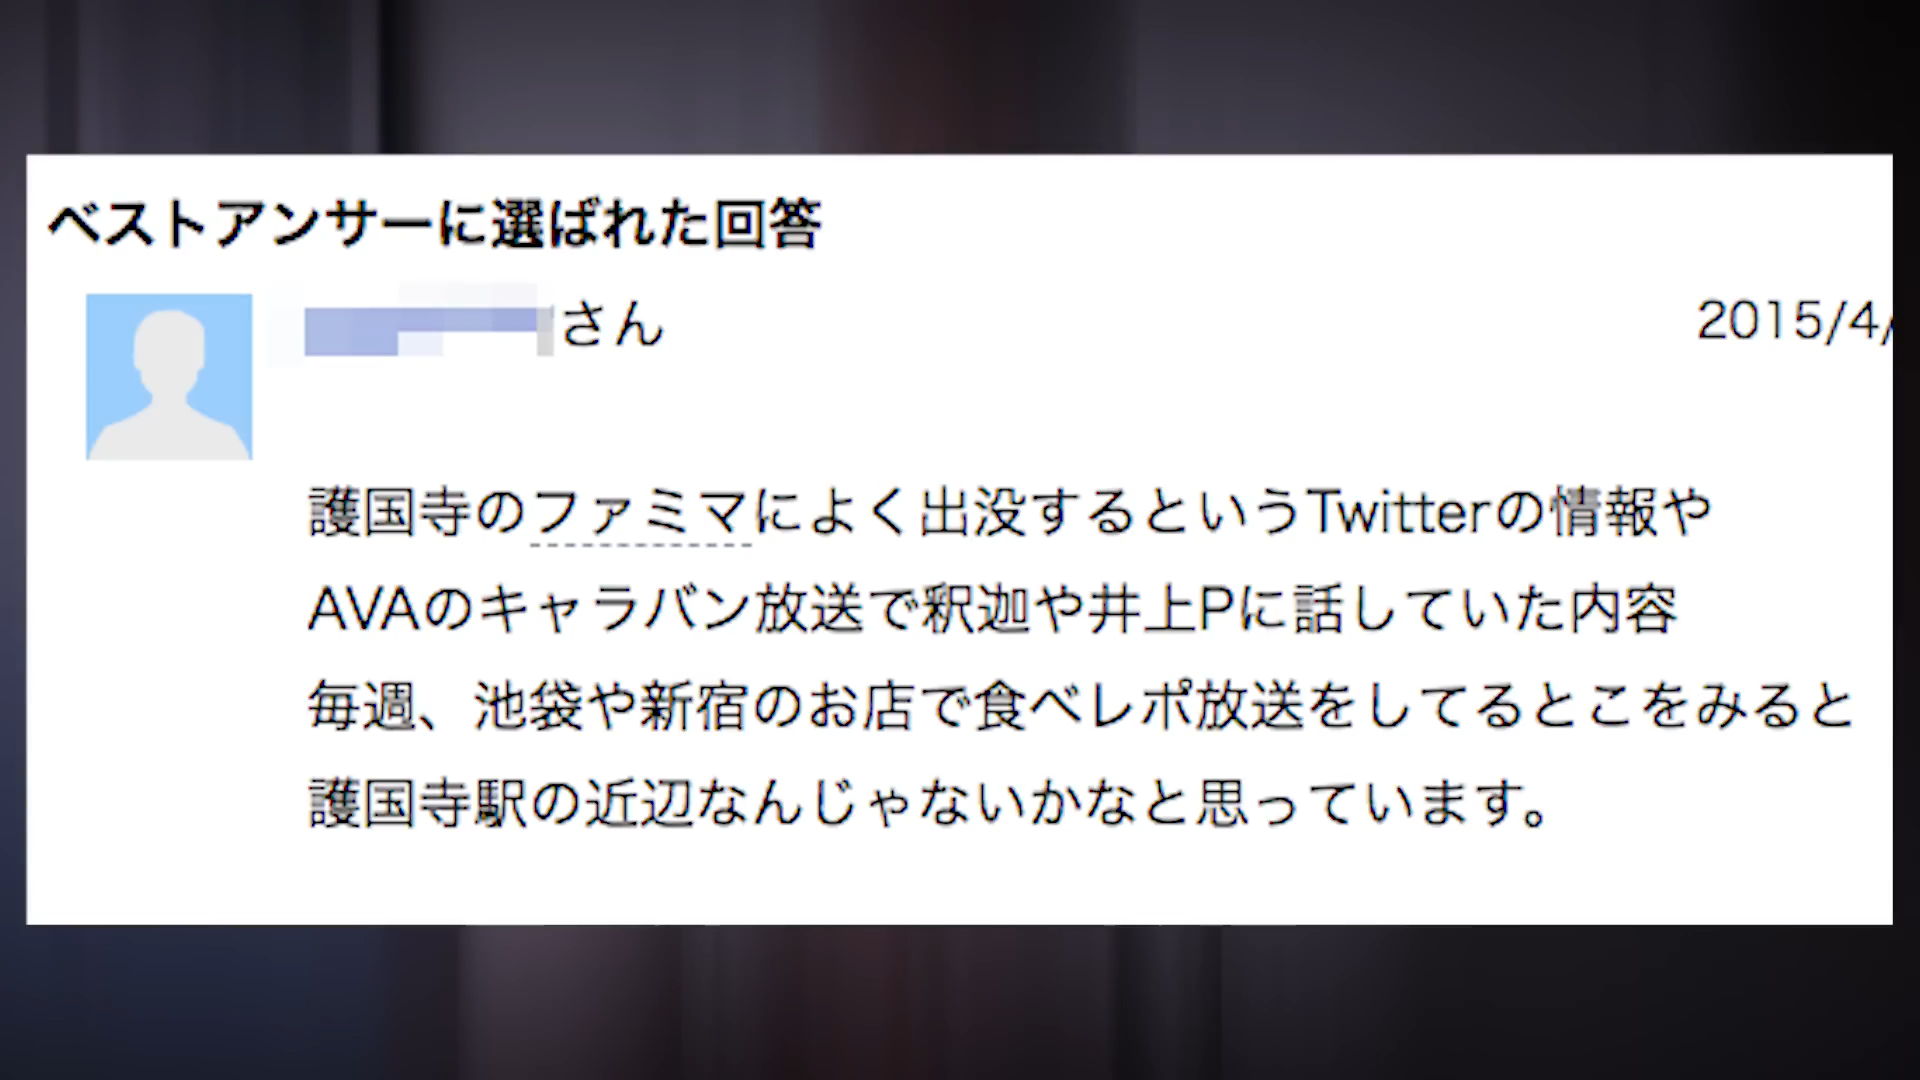 ベストアンサーに選ばれた回答
さん
2015/4/
護国寺のファミマによく出没するというTwitterの情報や
AVAのキャラバン放送で釈迦や井上Pに話していた内容
毎週、池袋や新宿のお店で食べレポ放送をしてるとこをみると
護国寺駅の近辺なんじゃないかなと思っています。